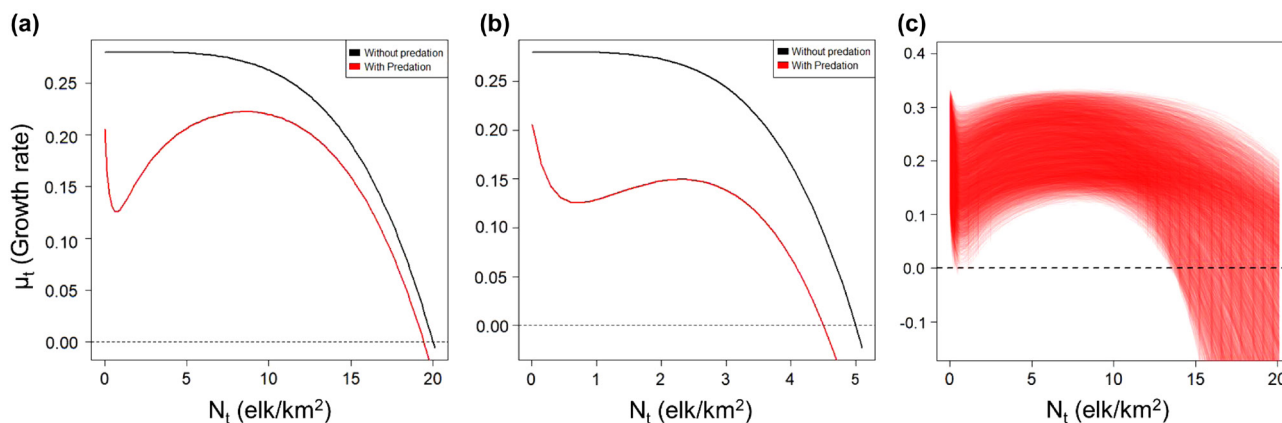 (a)
μt (Growth rate)
0.25
0.20
0.15
0.10
0.05
0.00
Without predation
With Predation
0 5 10 15 20
Nt (elk/km²)
(b)
0.25
0.20
0.15
0.10
0.05
0.00
Without predation
With Predation
0 1 2 3 4 5
Nt (elk/km²)
(c)
0.4
0.3
0.2
0.1
0.0
-0.1
0 5 10 15 20
Nt (elk/km²)